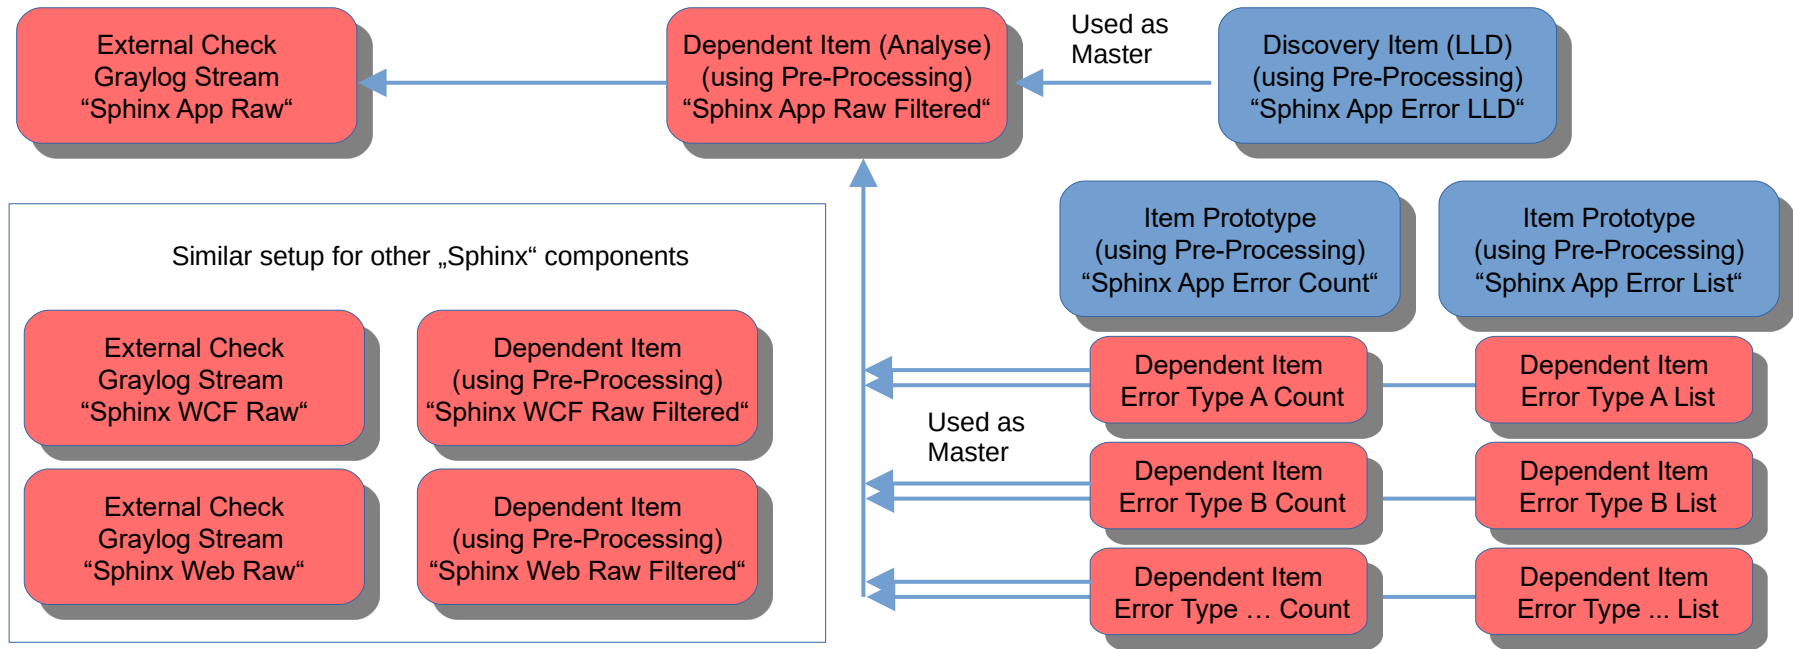 External Check
Graylog Stream
“Sphinx App Raw“
Dependent Item (Analyse)
(using Pre-Processing)
“Sphinx App Raw Filtered“
Used as
Master
Discovery Item (LLD)
(using Pre-Processing)
“Sphinx App Error LLD“
Item Prototype
(using Pre-Processing)
“Sphinx App Error Count“
Item Prototype
(using Pre-Processing)
“Sphinx App Error List“
Similar setup for other „Sphinx“ components
External Check
Graylog Stream
“Sphinx WCF Raw“
Dependent Item
(using Pre-Processing)
“Sphinx WCF Raw Filtered“
External Check
Graylog Stream
“Sphinx Web Raw“
Dependent Item
(using Pre-Processing)
“Sphinx Web Raw Filtered“
Used as
Master
Dependent Item
Error Type A Count
Dependent Item
Error Type A List
Dependent Item
Error Type B Count
Dependent Item
Error Type B List
Dependent Item
Error Type … Count
Dependent Item
Error Type ... List